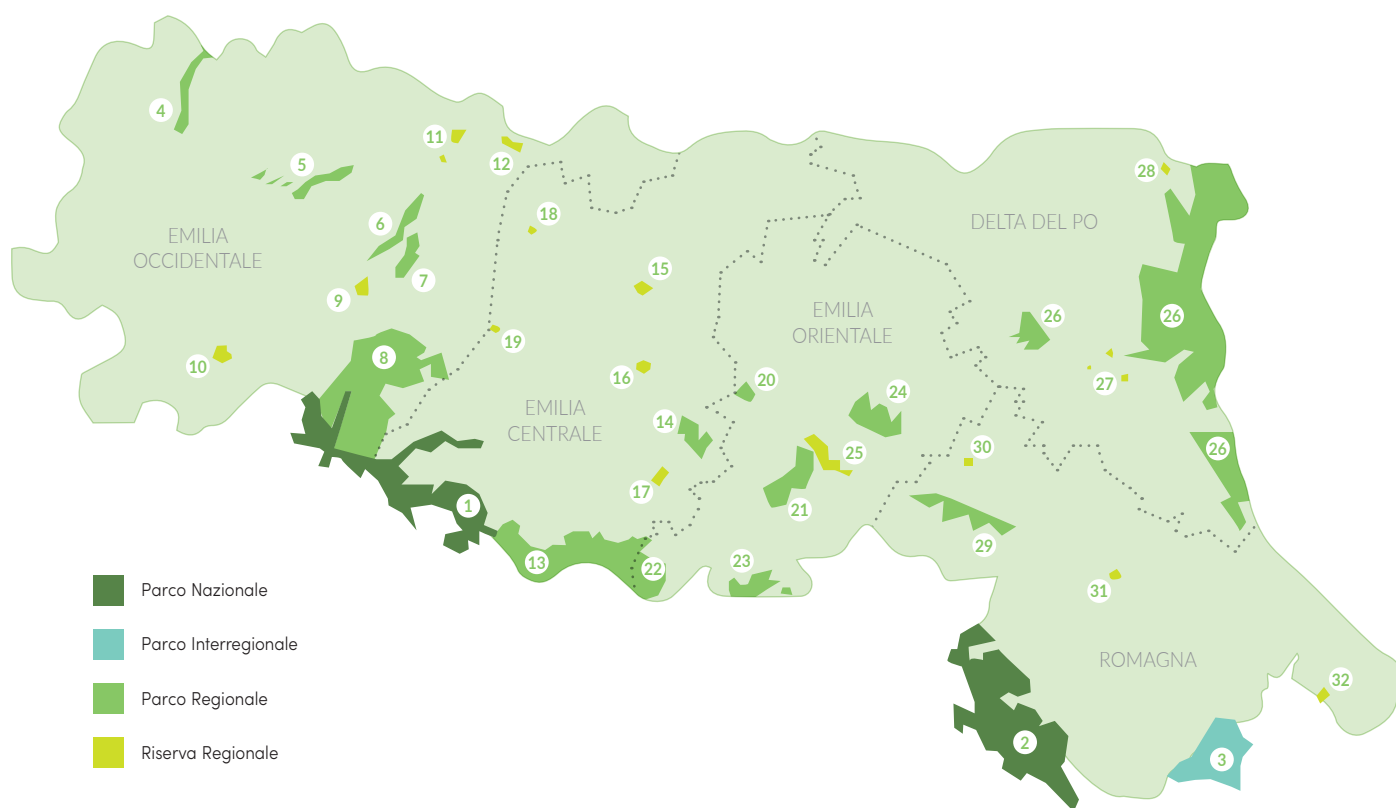 4
11
12
5
28
6
18
DELTA DEL PO
EMILIA
OCCIDENTALE
7
15
9
EMILIA
ORIENTALE
26
26
19
8
10
16
20
27
24
EMILIA
CENTRALE
14
30
26
25
17
1
21
29
13
22
23
31
Parco Nazionale
Parco Interregionale
ROMAGNA
32
Parco Regionale
2
Riserva Regionale
3